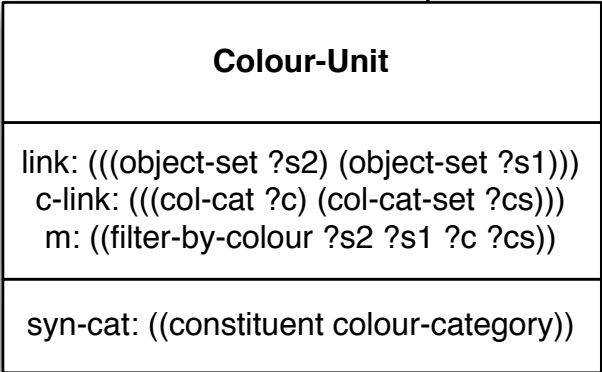 Colour-Unit
link: (((object-set ?s2) (object-set ?s1)))
c-link: (((col-cat ?c) (col-cat-set ?cs)))
m: ((filter-by-colour ?s2 ?s1 ?c ?cs))
syn-cat: ((constituent colour-category))